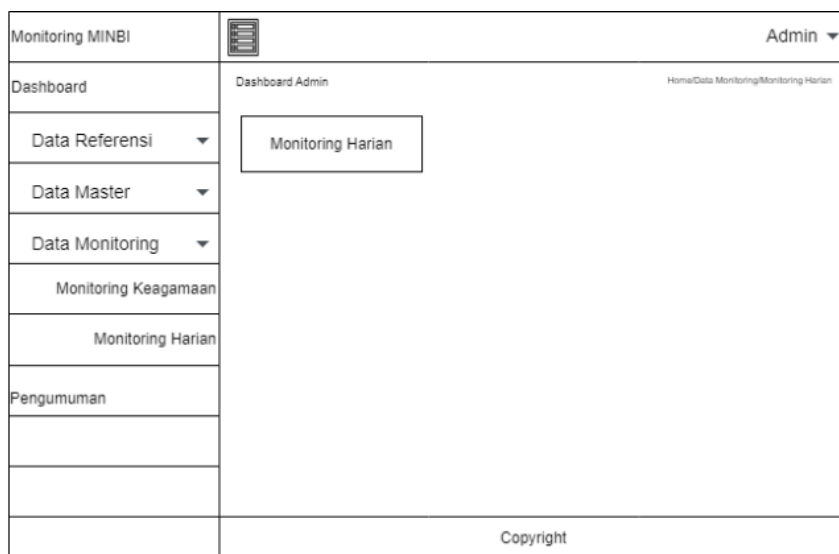 Monitoring MINBI
Admin
Dashboard
Dashboard Admin
Home/Data Monitoring/Monitoring Harian
Data Referensi
Monitoring Harian
Data Master
Data Monitoring
Monitoring Keagamaan
Monitoring Harian
Pengumuman
Copyright